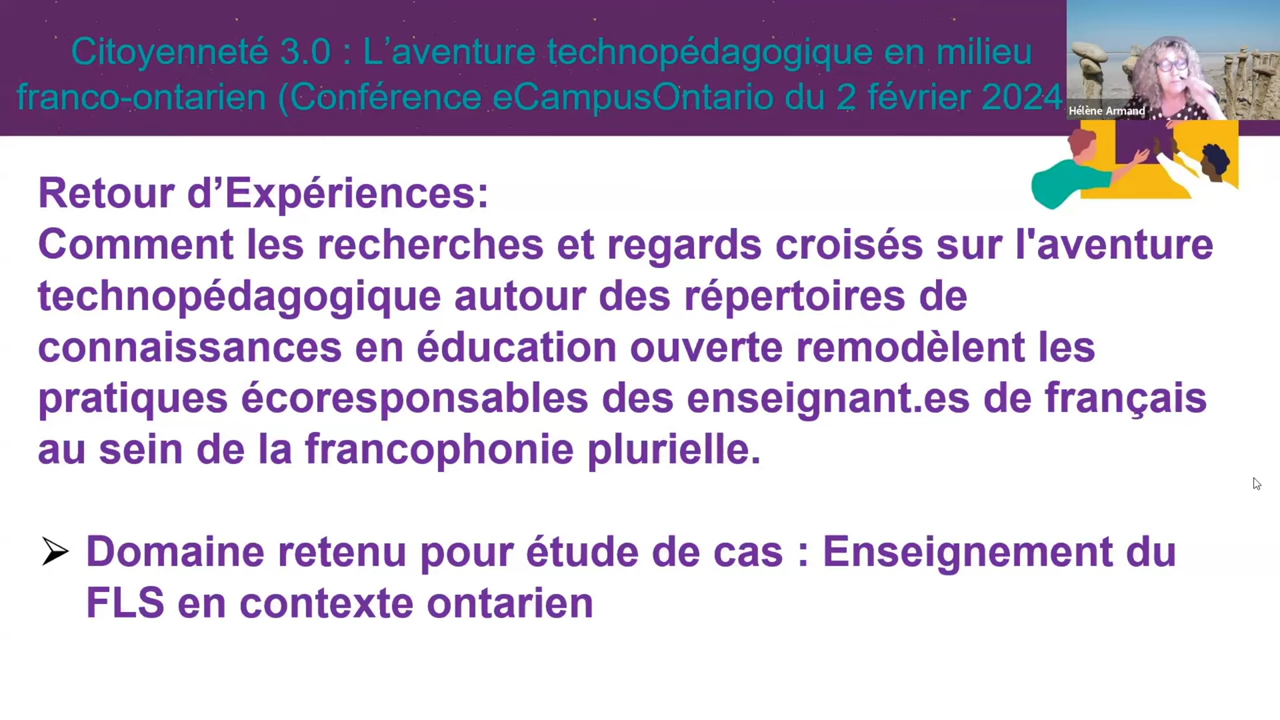 Citoyenneté 3.0 : L’aventure technopédagogique en milieu
franco-ontarien (Conférence eCampusOntario du 2 février 2024
Hélène Armand
Retour d’Expériences:
Comment les recherches et regards croisés sur l'aventure
technopédagogique autour des répertoires de
connaissances en éducation ouverte remodèlent les
pratiques écoresponsables des enseignant.es de français
au sein de la francophonie plurielle.
Domaine retenu pour étude de cas : Enseignement du
FLS en contexte ontarien